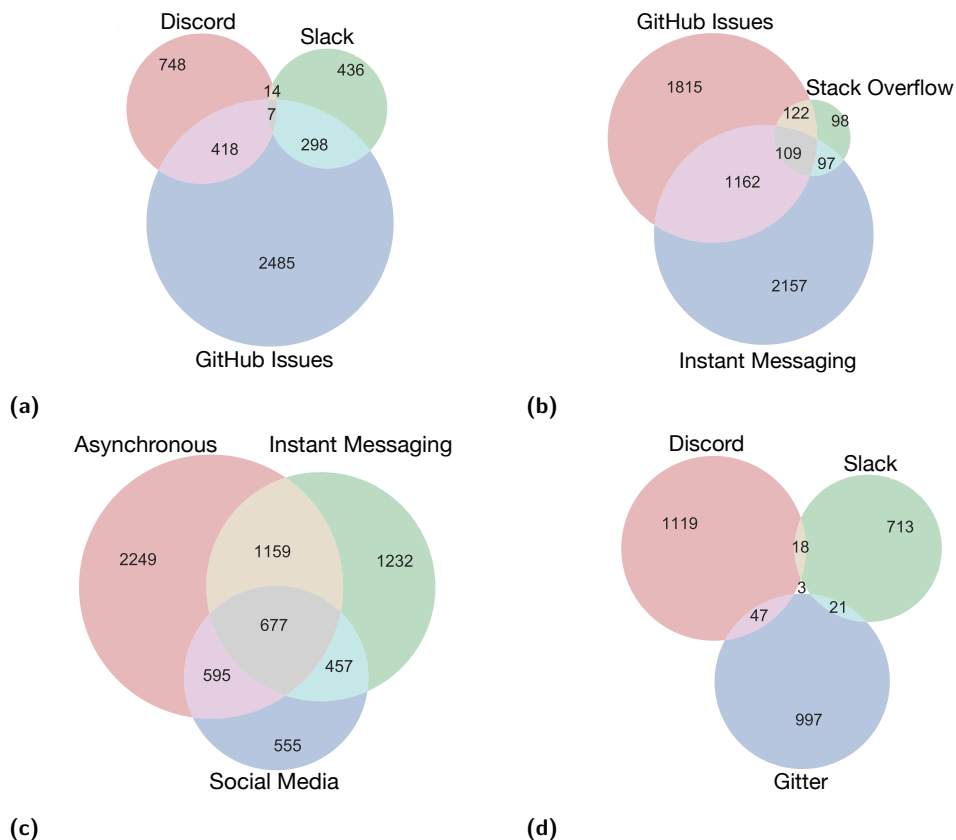 Discord
Slack
748
436
14
7
418
298
2485
GitHub Issues
(a)
GitHub Issues
1815
Stack Overflow
122
98
109
97
1162
2157
Instant Messaging
(b)
Asynchronous
Instant Messaging
2249
1159
1232
677
595
457
555
Social Media
(c)
Discord
Slack
1119
713
18
3
47
21
997
Gitter
(d)